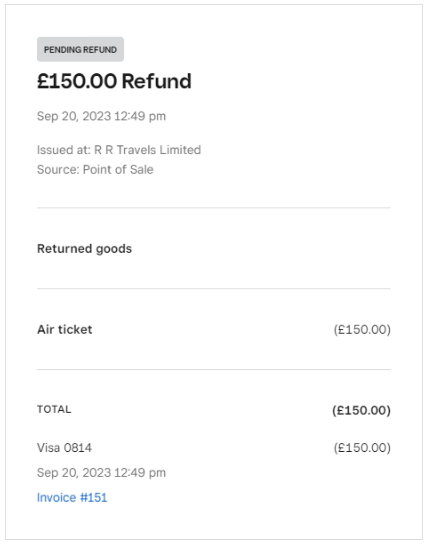 PENDING REFUND
£150.00 Refund
Sep 20, 2023 12:49 pm
Issued at: R R Travels Limited
Source: Point of Sale
Returned goods
Air ticket (£150.00)
TOTAL (£150.00)
Visa 0814 (£150.00)
Sep 20, 2023 12:49 pm
Invoice #151